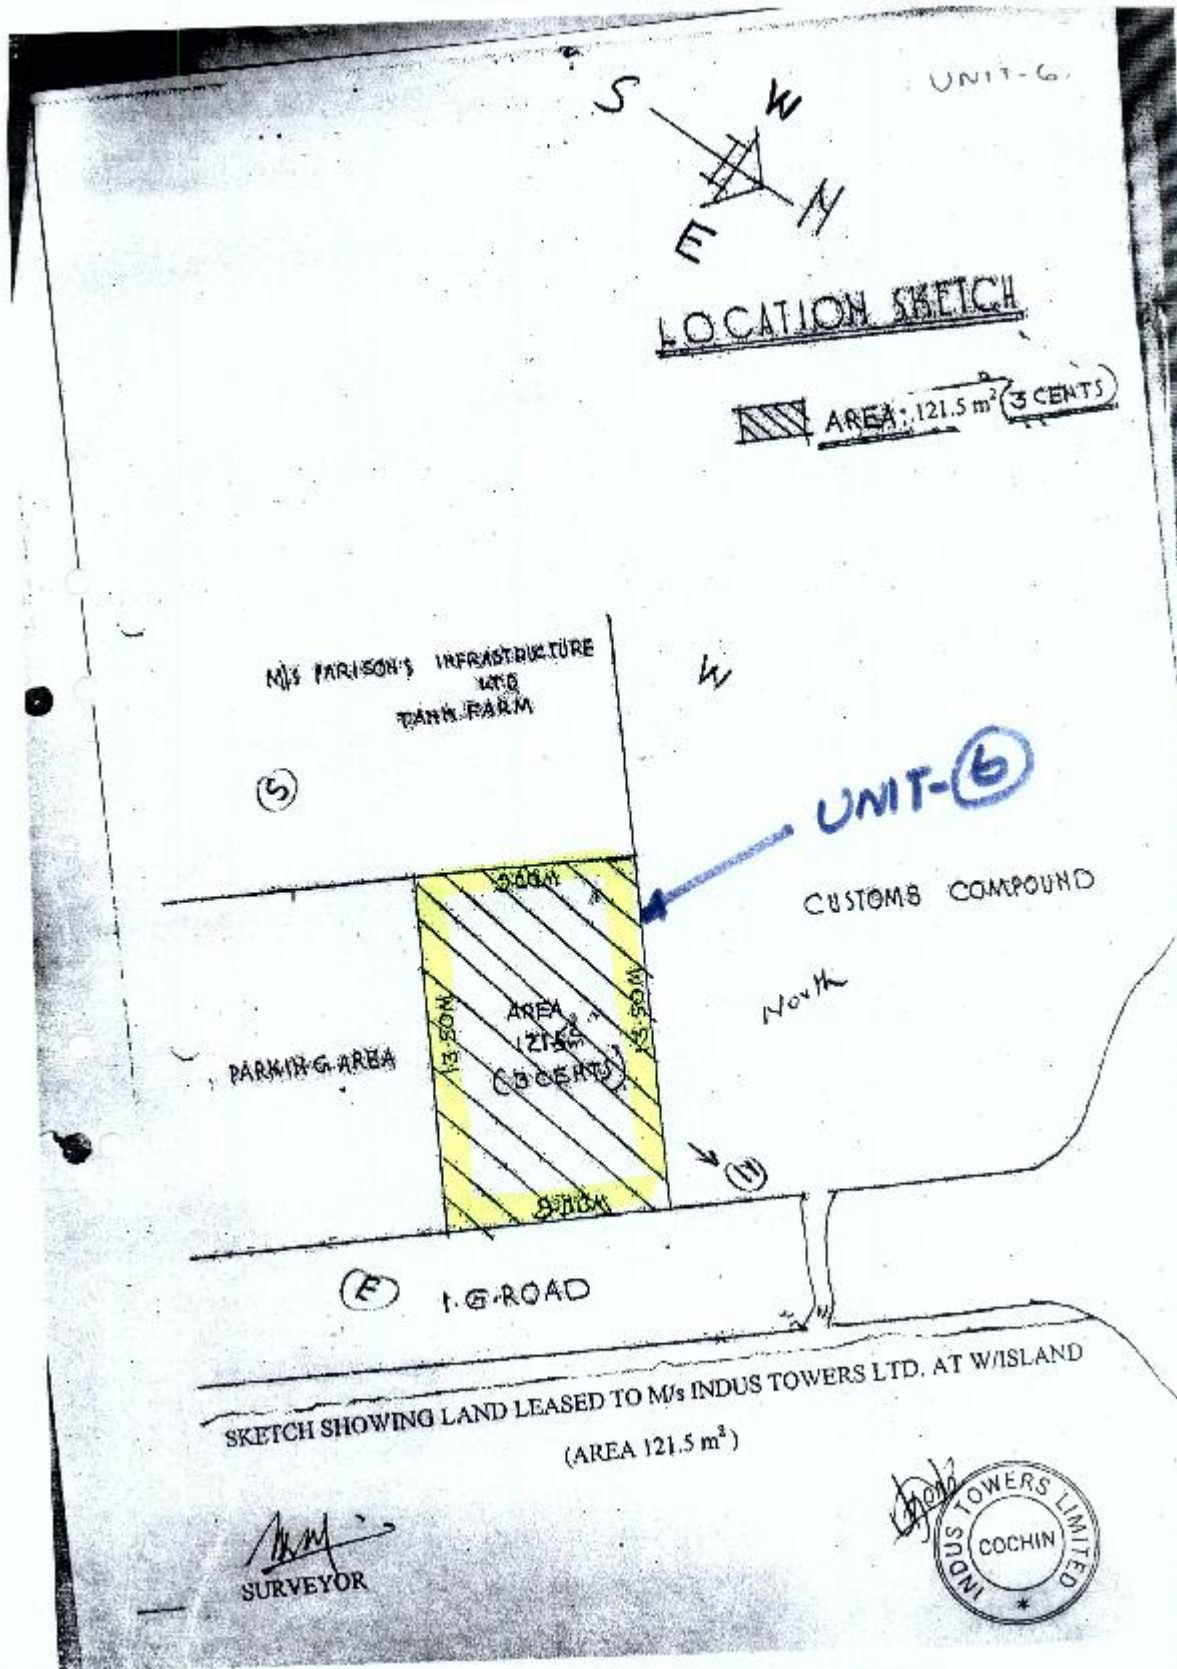 UNIT-6.
S
W
E
N
LOCATION SKETCH
AREA: 121.5 m² (3 CENTS)
M/s PARISON'S INFRASTRUCTURE
LTD
TANK FARM
W
S
UNIT-6
9.00M
CUSTOMS COMPOUND
13.50M
13.50M
AREA
121.5m²
(3 CENTS)
North
PARKING AREA
N
9.00M
E
I.G. ROAD
SKETCH SHOWING LAND LEASED TO M/s INDUS TOWERS LTD. AT W/ISLAND
(AREA 121.5 m²)
SURVEYOR
INDUS TOWERS LIMITED
COCHIN